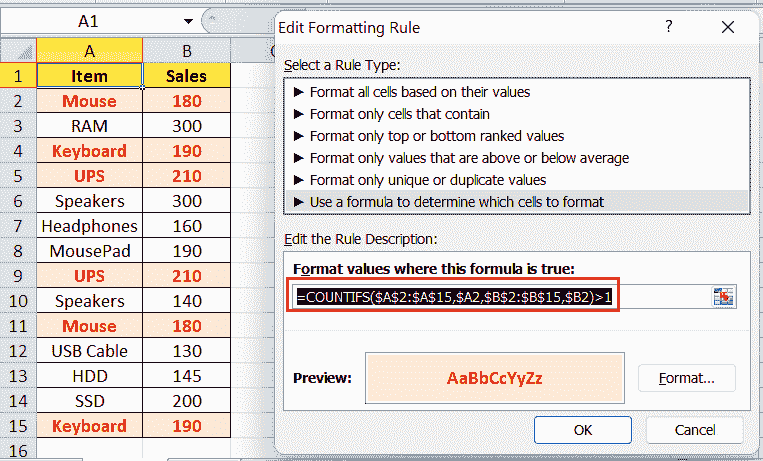 A1
Edit Formatting Rule
? X
Select a Rule Type:
► Format all cells based on their values
► Format only cells that contain
► Format only top or bottom ranked values
► Format only values that are above or below average
► Format only unique or duplicate values
► Use a formula to determine which cells to format
Edit the Rule Description:
Format values where this formula is true:
=COUNTIFS($A$2:$A$15,$A2,$B$2:$B$15,$B2)>1
Preview: AaBbCcYyZz Format...
OK Cancel
A B
1 Item Sales
2 Mouse 180
3 RAM 300
4 Keyboard 190
5 UPS 210
6 Speakers 300
7 Headphones 160
8 MousePad 190
9 UPS 210
10 Speakers 140
11 Mouse 180
12 USB Cable 130
13 HDD 145
14 SSD 200
15 Keyboard 190
16